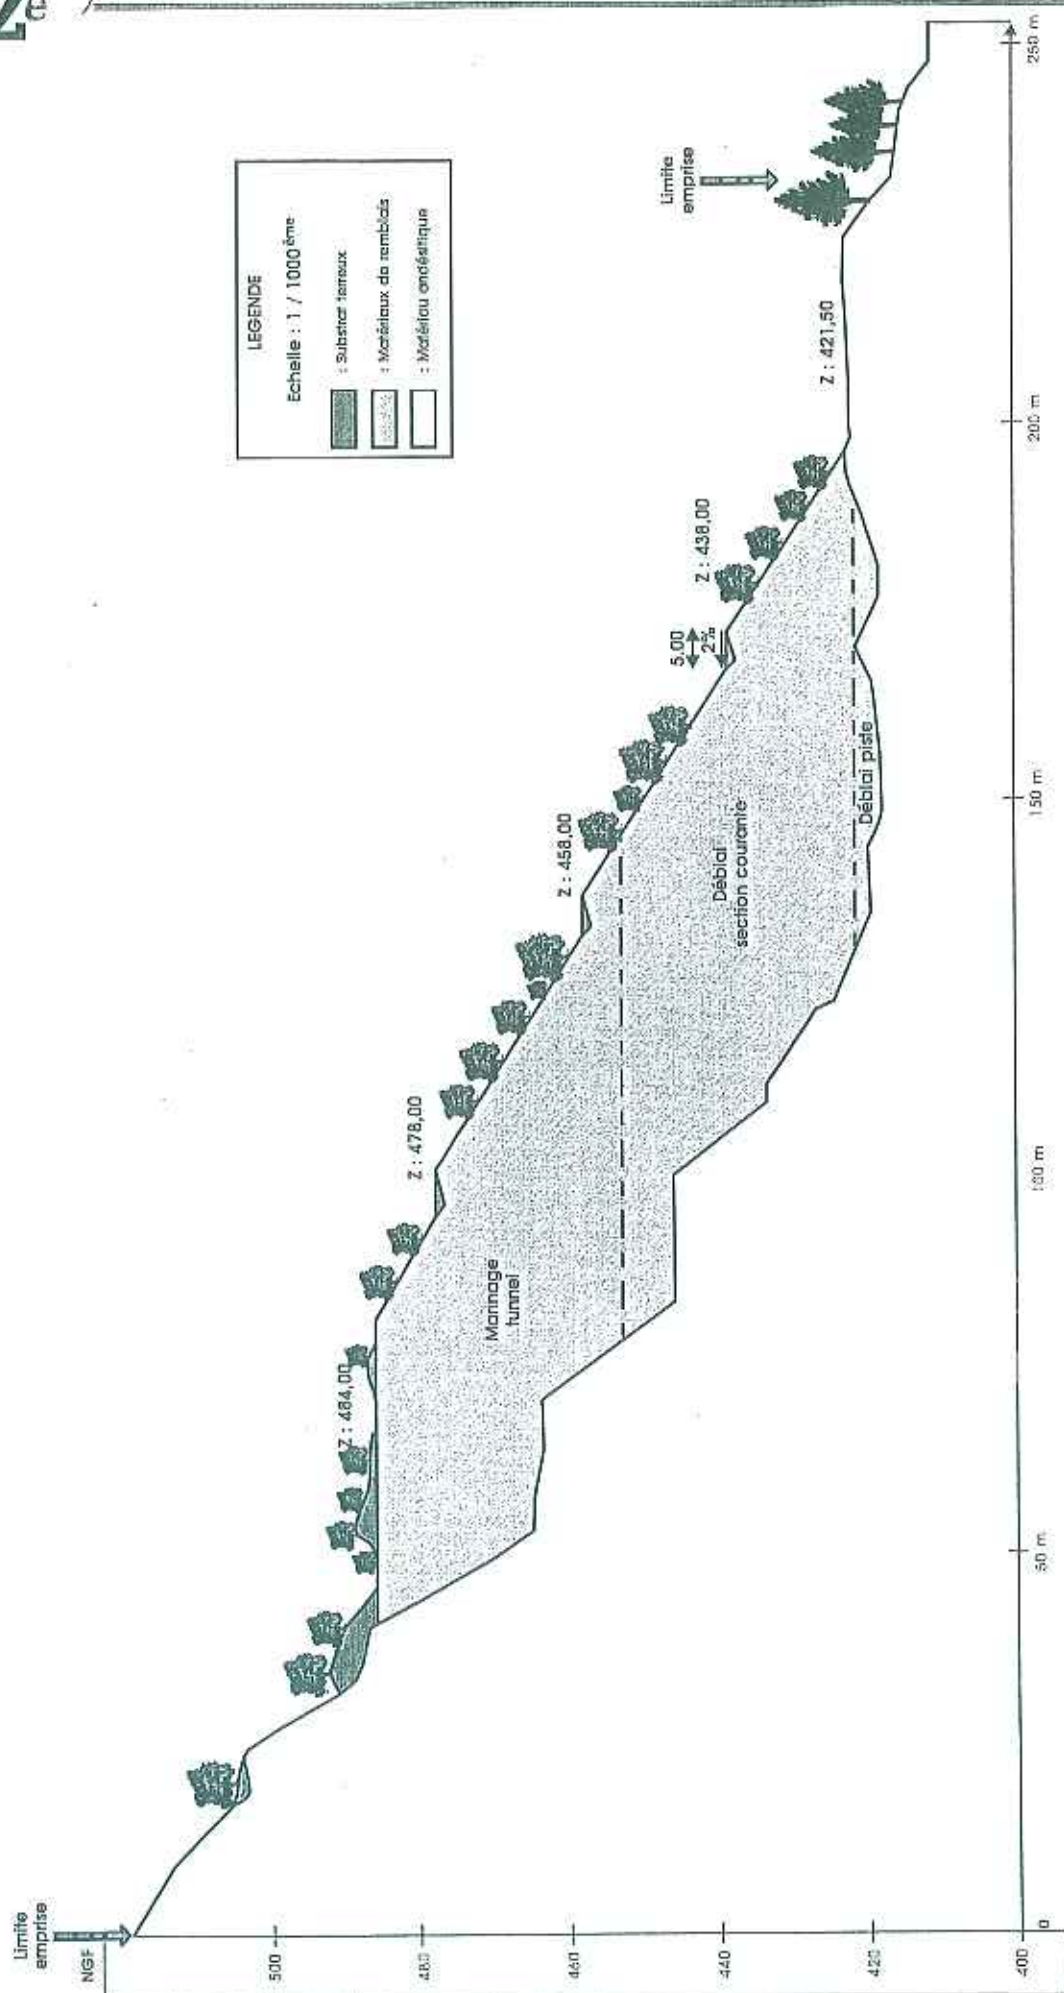 Limite
emprise
NGF
500
480
460
440
420
400
0
50 m
100 m
150 m
200 m
250 m
LEGENDE
Echelle : 1 / 1000 ème
: Substrat terreux
: Matériaux de remblais
: Matériau andésitique
Limite
emprise
Z : 484,00
Z : 478,00
Z : 458,00
5.00
2%
Z : 438,00
Z : 421,50
Marinage
tunnel
Déblai
section courante
Déblai piste